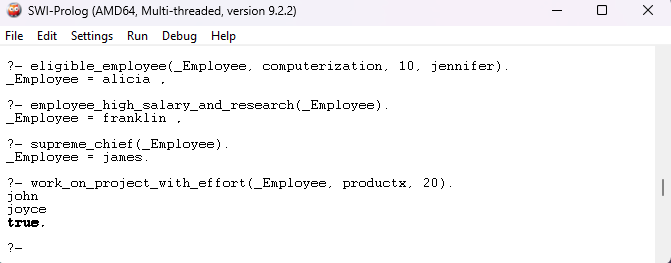 SWI-Prolog (AMD64, Multi-threaded, version 9.2.2)
File Edit Settings Run Debug Help
?- eligible_employee(_Employee, computerization, 10, jennifer).
_Employee = alicia .
?- employee_high_salary_and_research(_Employee).
_Employee = franklin .
?- supreme_chief(_Employee).
_Employee = james.
?- work_on_project_with_effort(_Employee, productx, 20).
john
joyce
true.
?-